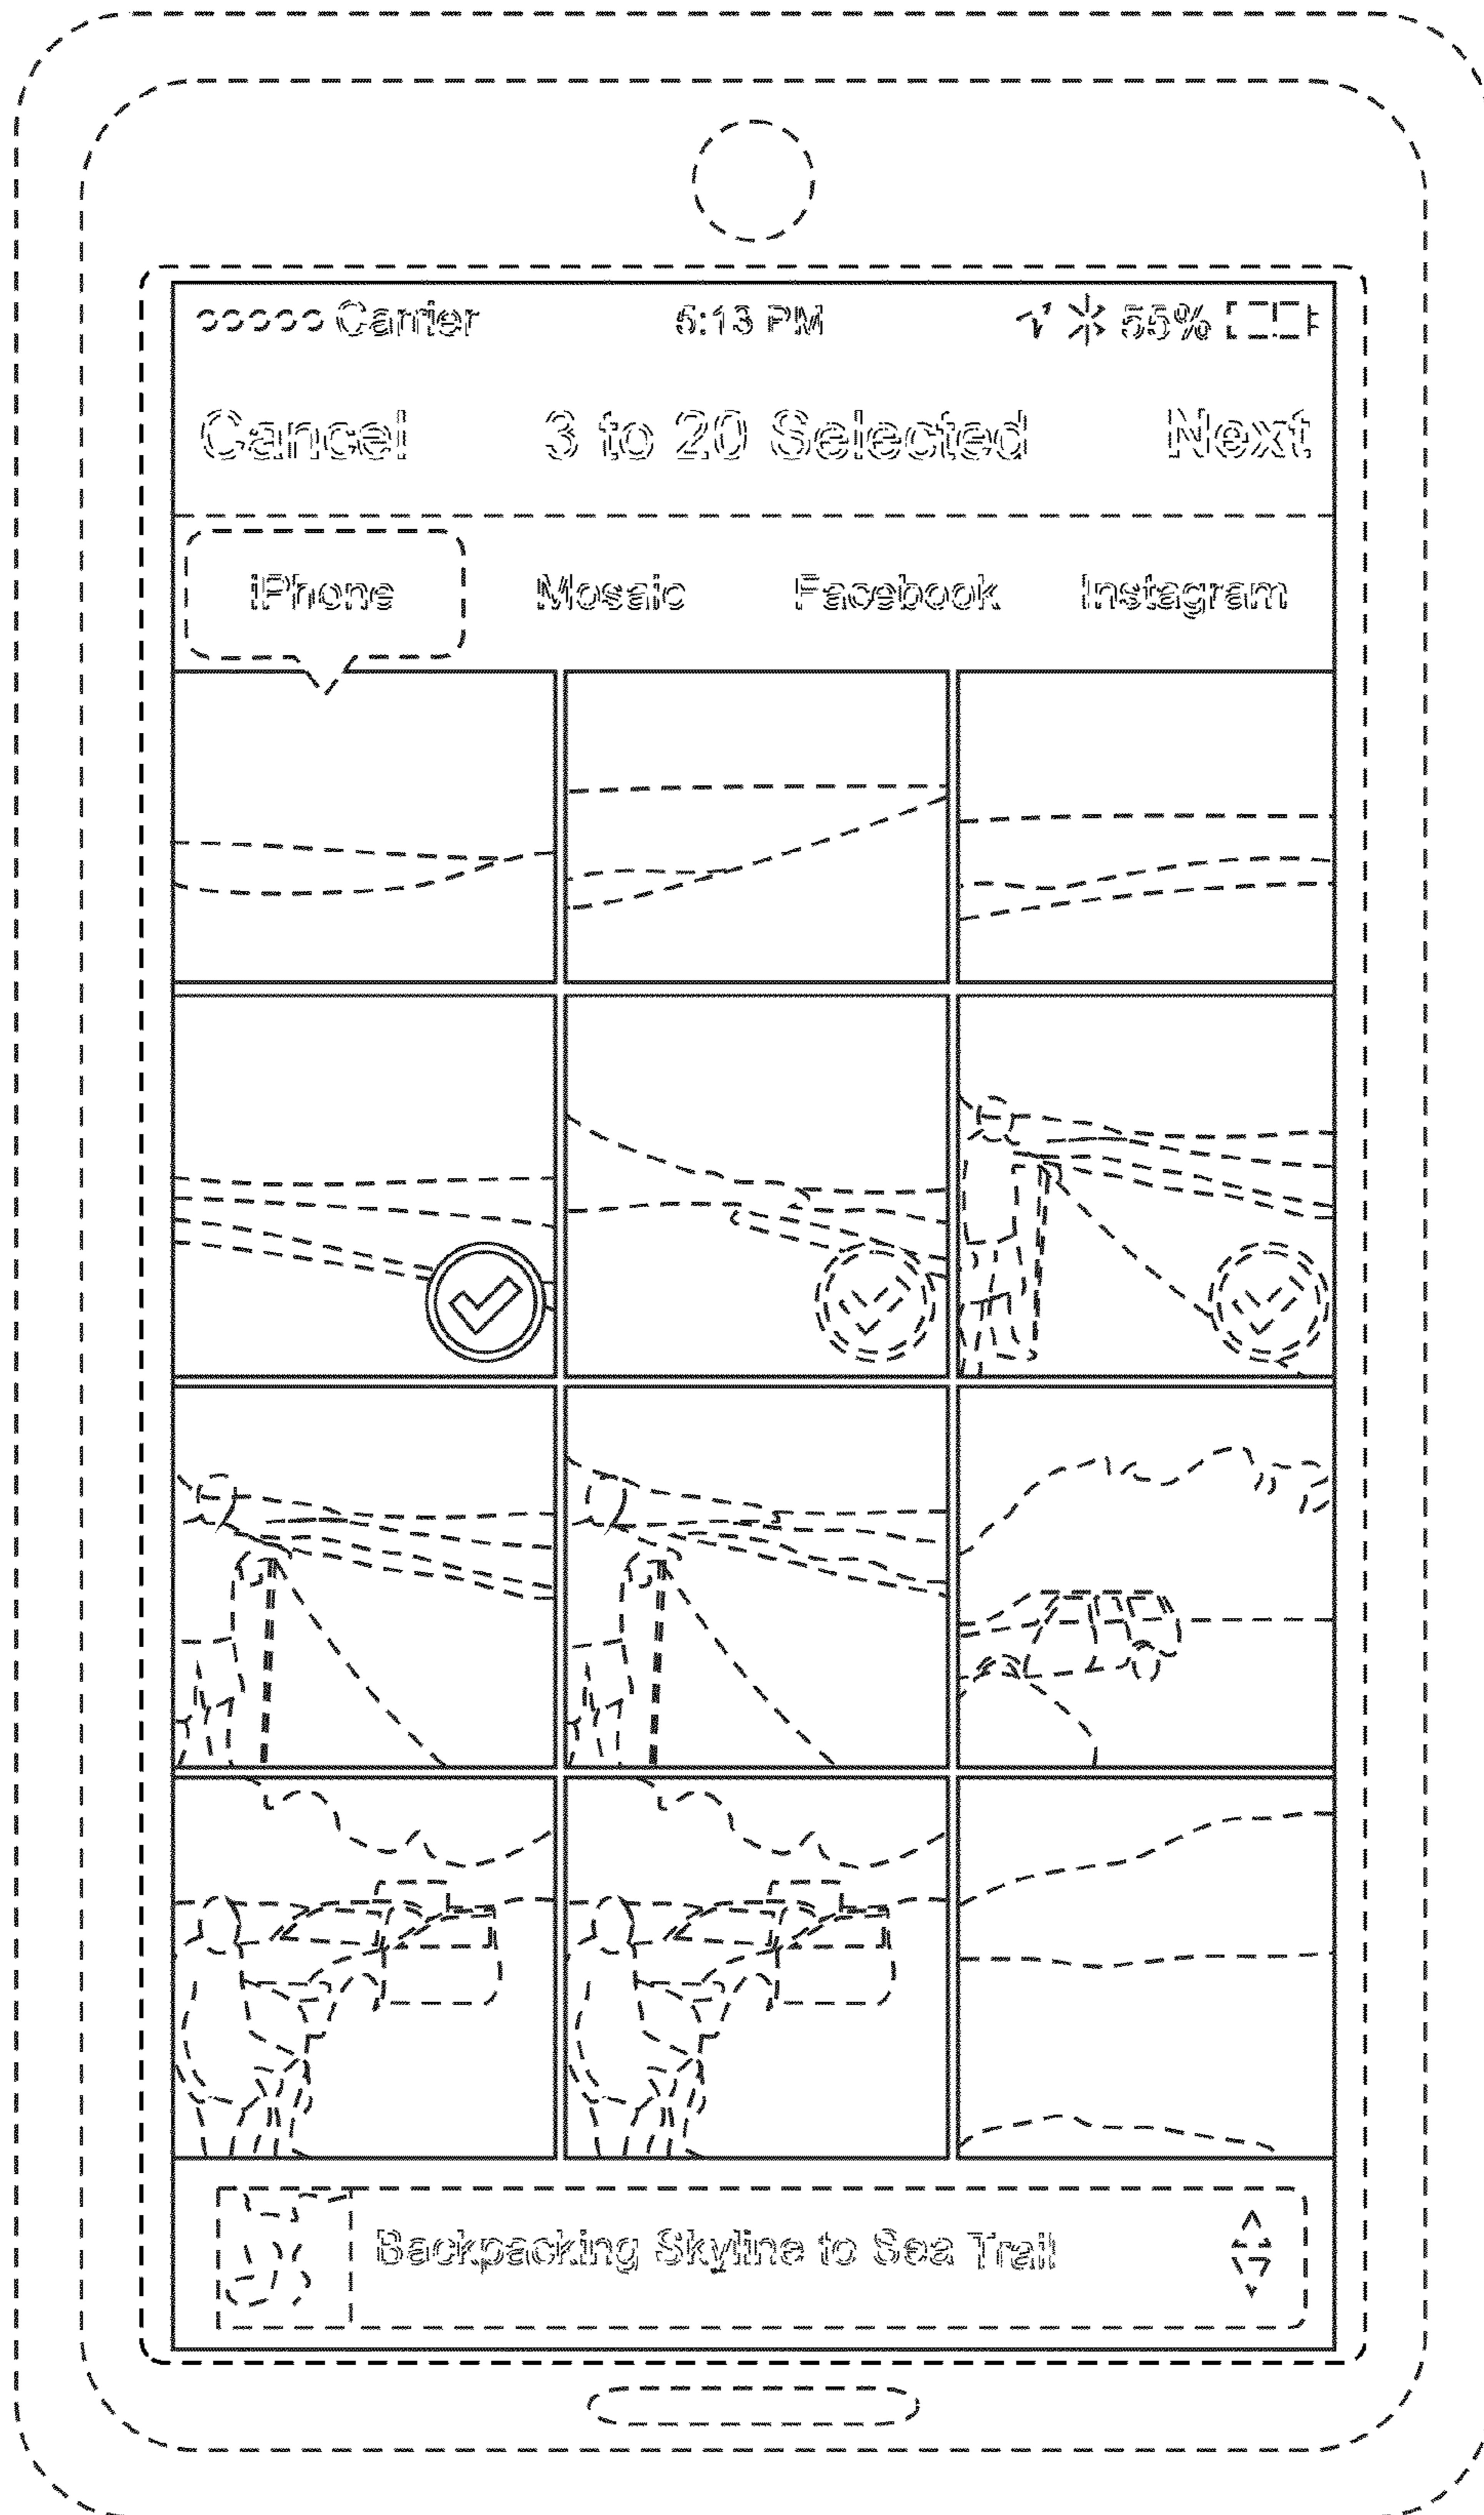 Carrier 5:13 PM 55%
Cancel 3 to 20 Selected Next
iPhone Mosaic Facebook Instagram
Backpacking Skyline to Sea Trail